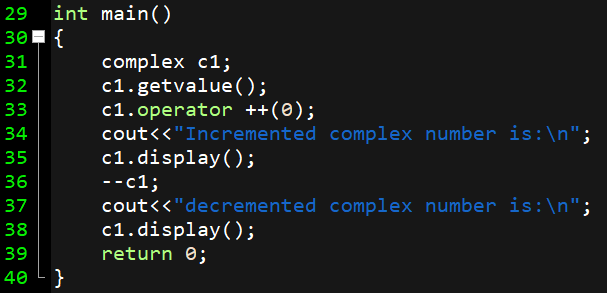 29 int main()
30 {
31 complex c1;
32 c1.getvalue();
33 c1.operator ++(0);
34 cout<<"Incremented complex number is:\n";
35 c1.display();
36 --c1;
37 cout<<"decremented complex number is:\n";
38 c1.display();
39 return 0;
40 }